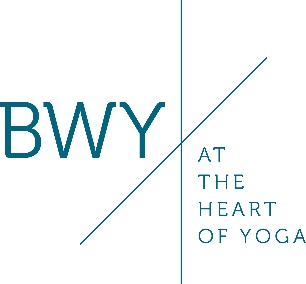 BWY
AT
THE
HEART
OF YOGA